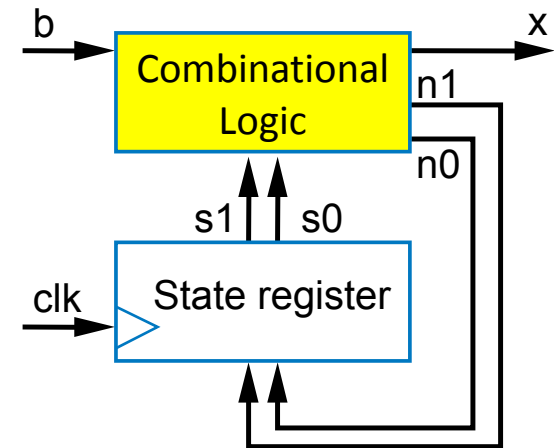 b
x
Combinational
Logic
n1
n0
s1
s0
clk
State register